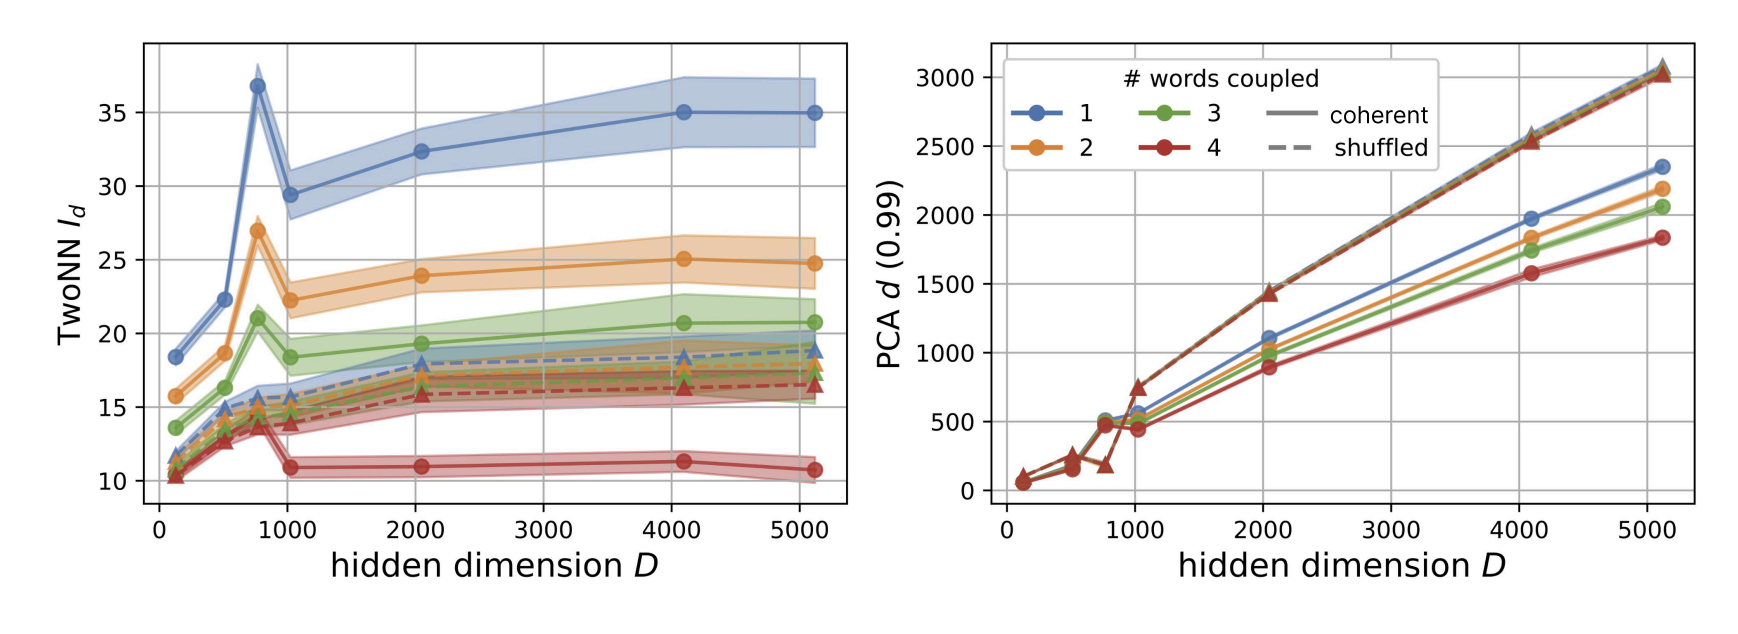 TwoNN I_d
35
30
25
20
15
10
0 1000 2000 3000 4000 5000
hidden dimension D
PCA d (0.99)
3000
2500
2000
1500
1000
500
0
# words coupled
1 3 coherent
2 4 shuffled
0 1000 2000 3000 4000 5000
hidden dimension D